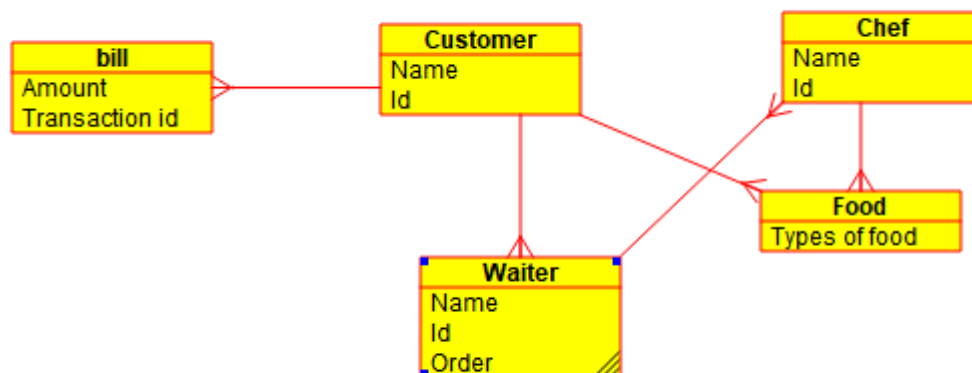 bill
Amount
Transaction id
Customer
Name
Id
Chef
Name
Id
Food
Types of food
Waiter
Name
Id
Order